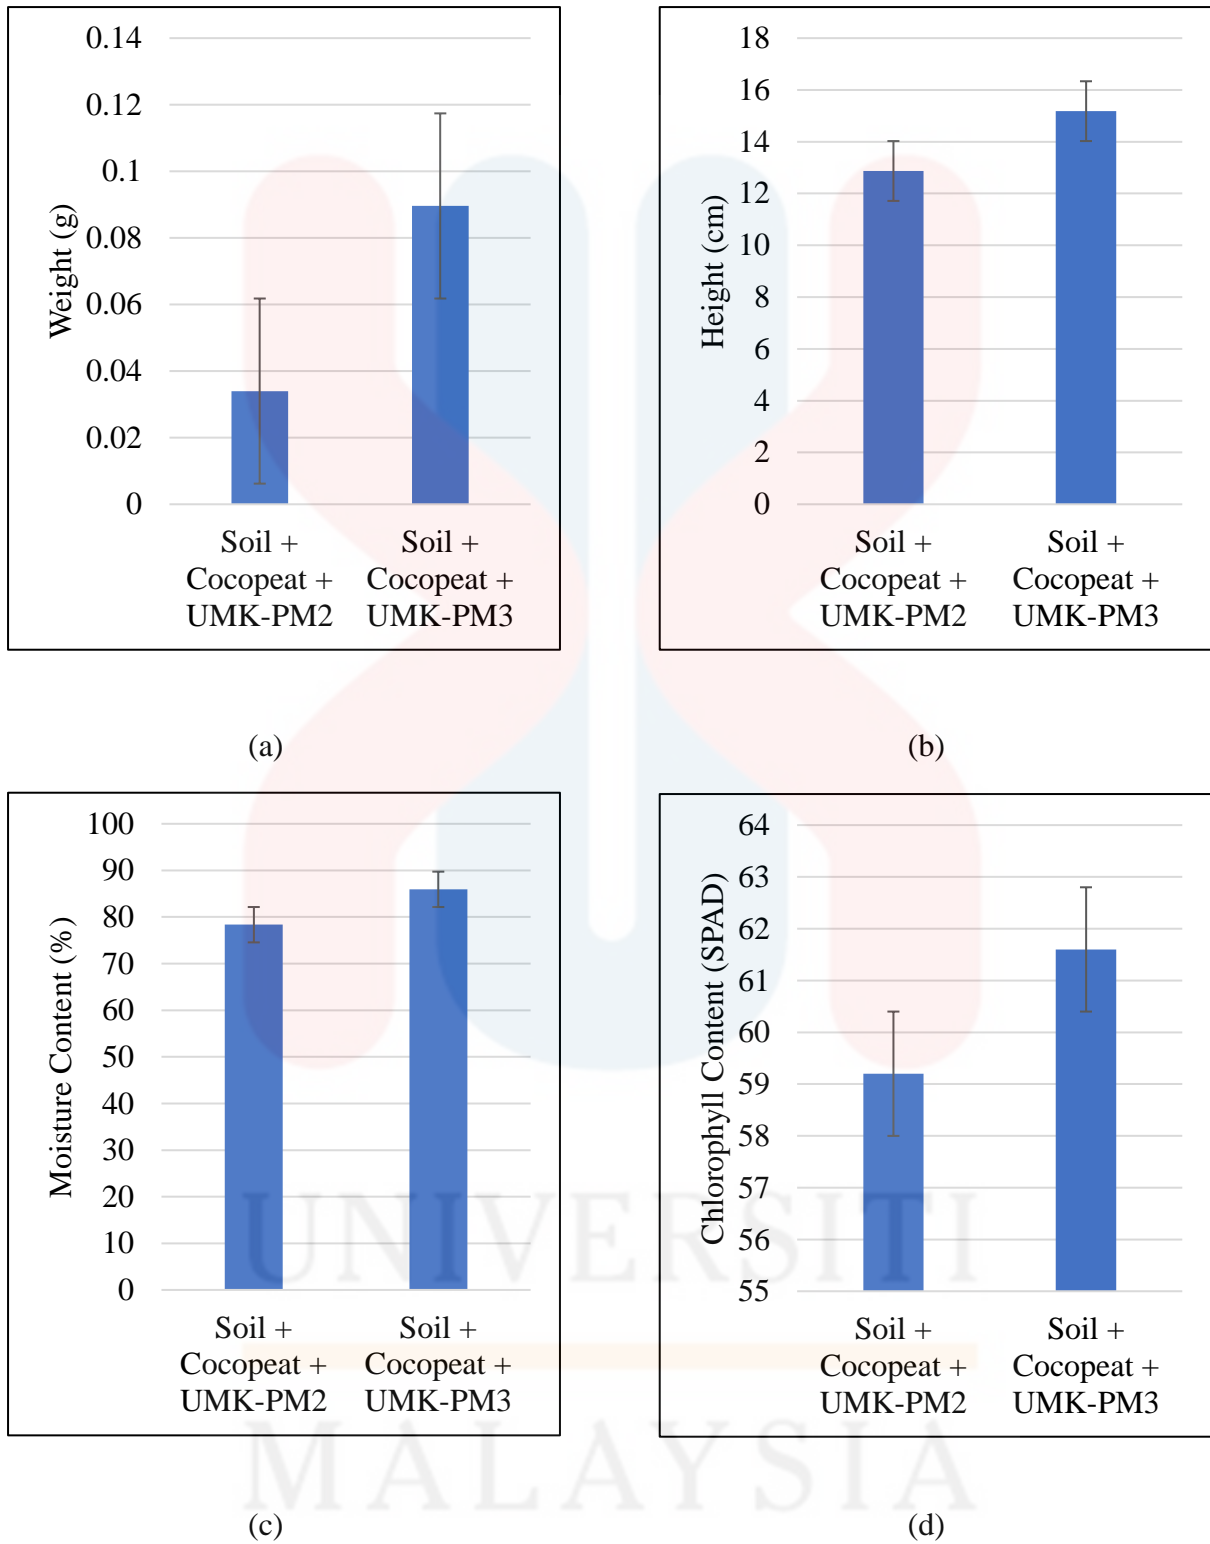 0.14
0.12
0.1
0.08
0.06
0.04
0.02
0
Weight (g)
Soil +
Cocopeat +
UMK-PM2
Soil +
Cocopeat +
UMK-PM3
(a)
18
16
14
12
10
8
6
4
2
0
Height (cm)
Soil +
Cocopeat +
UMK-PM2
Soil +
Cocopeat +
UMK-PM3
(b)
100
90
80
70
60
50
40
30
20
10
0
Moisture Content (%)
Soil +
Cocopeat +
UMK-PM2
Soil +
Cocopeat +
UMK-PM3
(c)
64
63
62
61
60
59
58
57
56
55
Chlorophyll Content (SPAD)
Soil +
Cocopeat +
UMK-PM2
Soil +
Cocopeat +
UMK-PM3
(d)
UNIVERSITI
MALAYSIA